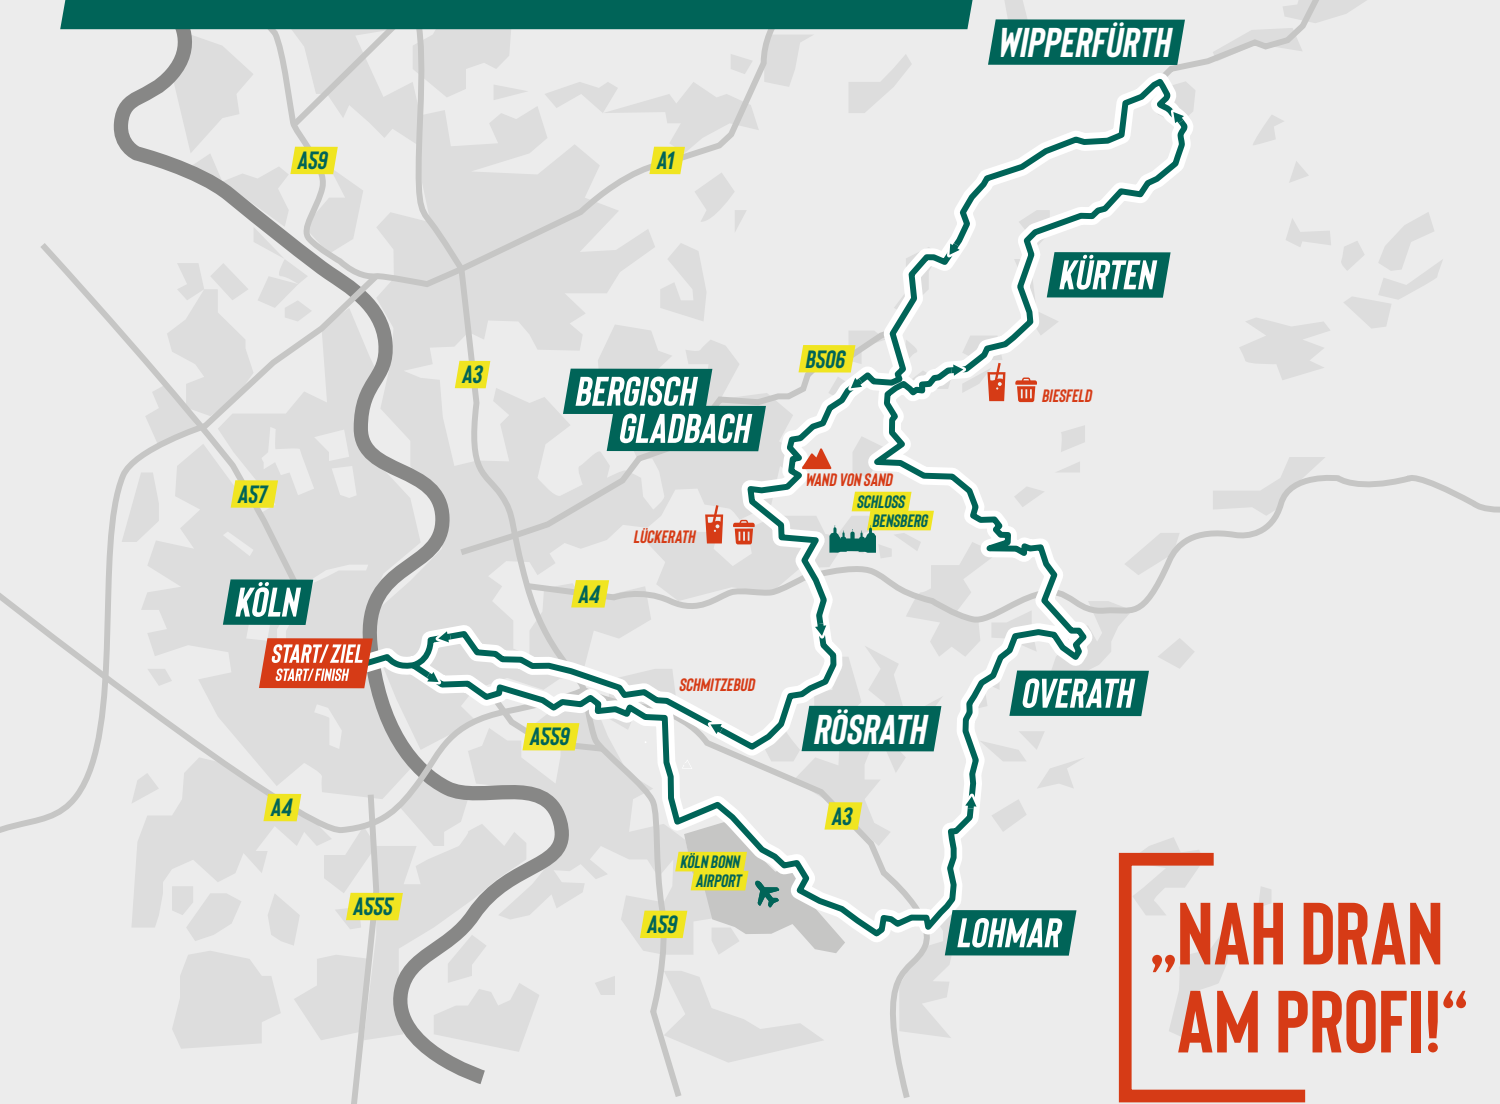 WIPPERFÜRTH
A59
A1
KÜRTEN
B506
A3
BERGISCH
GLADBACH
BIESFELD
WAND VON SAND
A57
SCHLOSS
BENSBERG
LÜCKERATH
KÖLN
A4
START/ ZIEL
START/ FINISH
SCHMITZEBUD
OVERATH
RÖSRATH
A559
A4
A3
KÖLN BONN
AIRPORT
A555
A59
LOHMAR
„NAH DRAN
AM PROFI!“